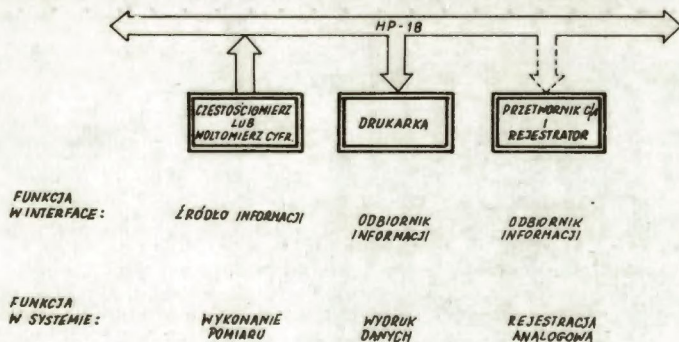 HP-1B
CZĘSTOŚCIOMIERZ
LUB
WOLTOMIERZ CYFR.
DRUKARKA
PRZETWORNIK C/A
I
REJESTRATOR
FUNKCJA
W INTERFACE:
ŹRÓDŁO INFORMACJI
ODBIORNIK
INFORMACJI
ODBIORNIK
INFORMACJI
FUNKCJA
W SYSTEMIE:
WYKONANIE
POMIARU
WYDRUK
DANYCH
REJESTRACJA
ANALOGOWA